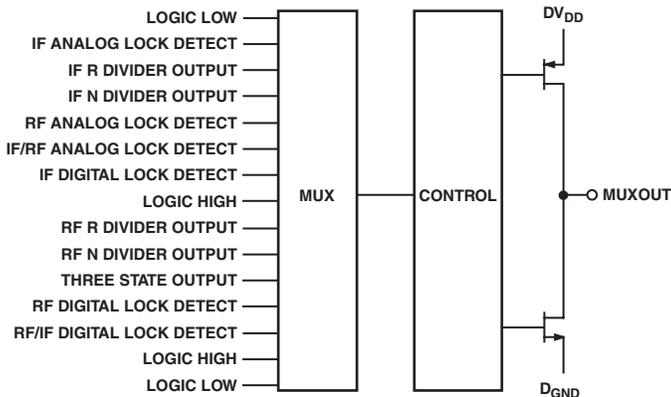 LOGIC LOW
IF ANALOG LOCK DETECT
IF R DIVIDER OUTPUT
IF N DIVIDER OUTPUT
RF ANALOG LOCK DETECT
IF/RF ANALOG LOCK DETECT
IF DIGITAL LOCK DETECT
LOGIC HIGH
RF R DIVIDER OUTPUT
RF N DIVIDER OUTPUT
THREE STATE OUTPUT
RF DIGITAL LOCK DETECT
RF/IF DIGITAL LOCK DETECT
LOGIC HIGH
LOGIC LOW
MUX
CONTROL
DVDD
MUXOUT
DGND